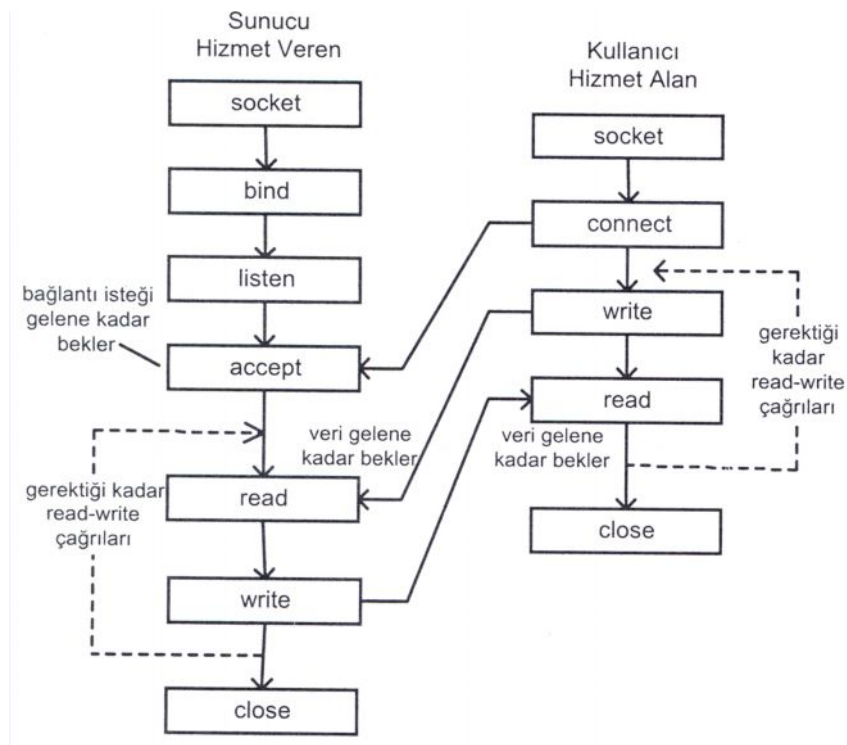 Sunucu
Hizmet Veren
socket
bind
listen
bağlantı isteği
gelene kadar
bekler
accept
veri gelene
kadar bekler
read
gerektiği kadar
read-write
çağrıları
write
close
Kullanıcı
Hizmet Alan
socket
connect
write
gerektiği
kadar
read-write
çağrıları
read
veri gelene
kadar bekler
close